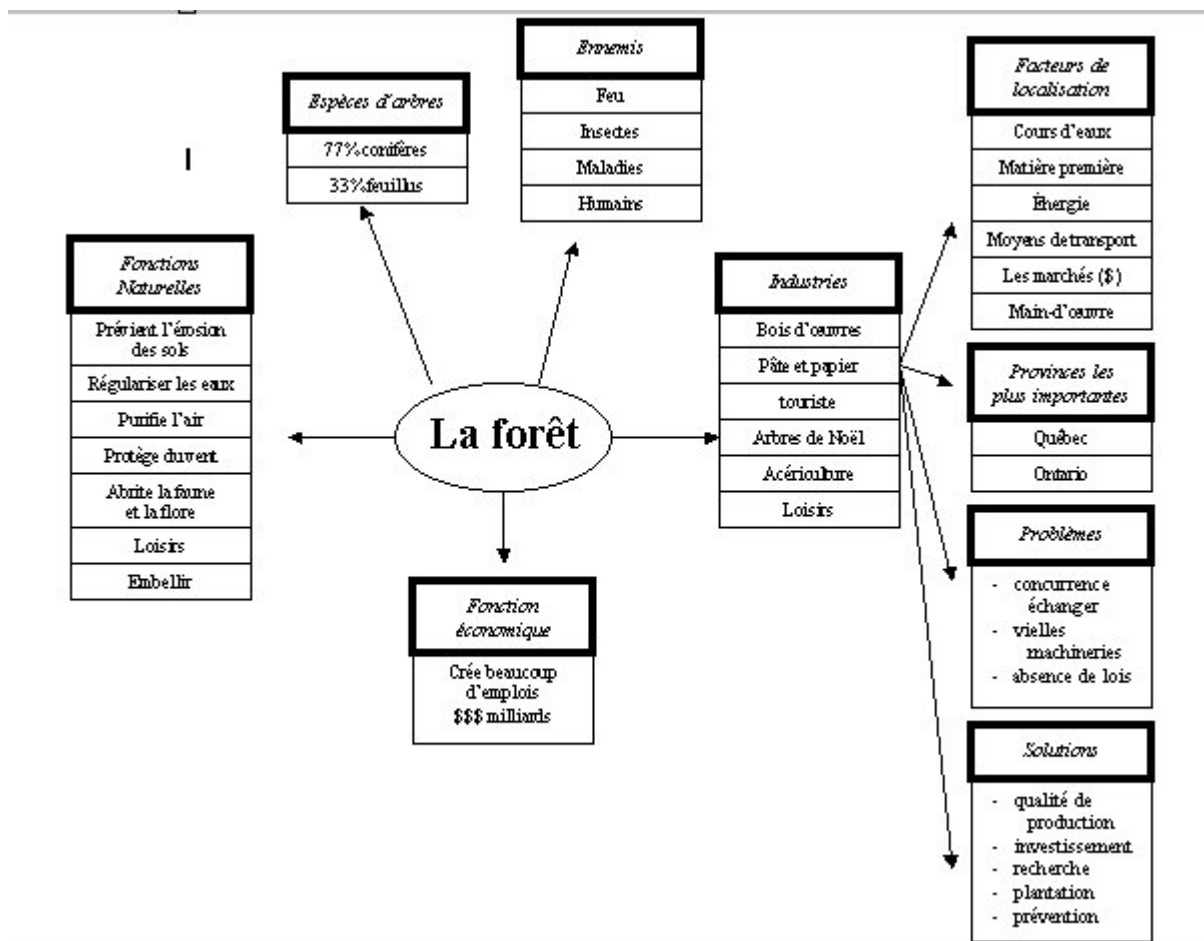 Ennemis
Feu
Insectes
Maladies
Humains
Espèces d'arbres
77% conifères
33% feuillus
Facteurs de
localisation
Cours d'eaux
Matière première
Énergie
Moyens de transport
Les marchés ($)
Main-d'œuvre
Fonctions
Naturelles
Prévient l'érosion
des sols
Régulariser les eaux
Purifie l'air
Protège du vent
Abrite la faune
et la flore
Loisirs
Embellir
La forêt
Industries
Bois d'œuvres
Pâte et papier
touriste
Arbres de Noël
Acériculture
Loisirs
Provinces les
plus importantes
Québec
Ontario
Fonction
économique
Crée beaucoup
d'emplois
$$$ milliards
Problèmes
- concurrence
échanger
- vielles
machineries
- absence de lois
Solutions
- qualité de
production
- investissement
- recherche
- plantation
- prévention